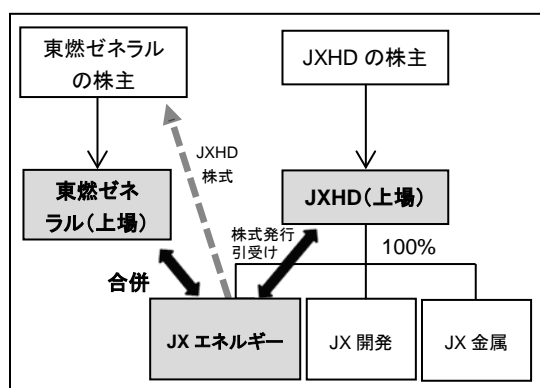 東燃ゼネラル
の株主
JXHD の株主
JXHD
株式
東燃ゼネ
ラル(上場)
JXHD(上場)
株式発行
引受け
100%
合併
JX エネルギー
JX 開発
JX 金属